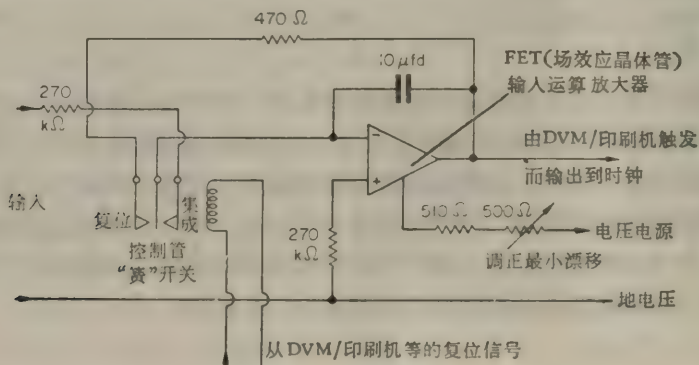 470 Ω
10 μfd
FET(场效应晶体管)
输入运算放大器
270
kΩ
由DVM/印刷机触发
而输出到时钟
输入
复位
集成
控制管
“簧”开关
270
kΩ
510 Ω
500 Ω
电压电源
调正最小漂移
地电压
从DVM/印刷机等的复位信号